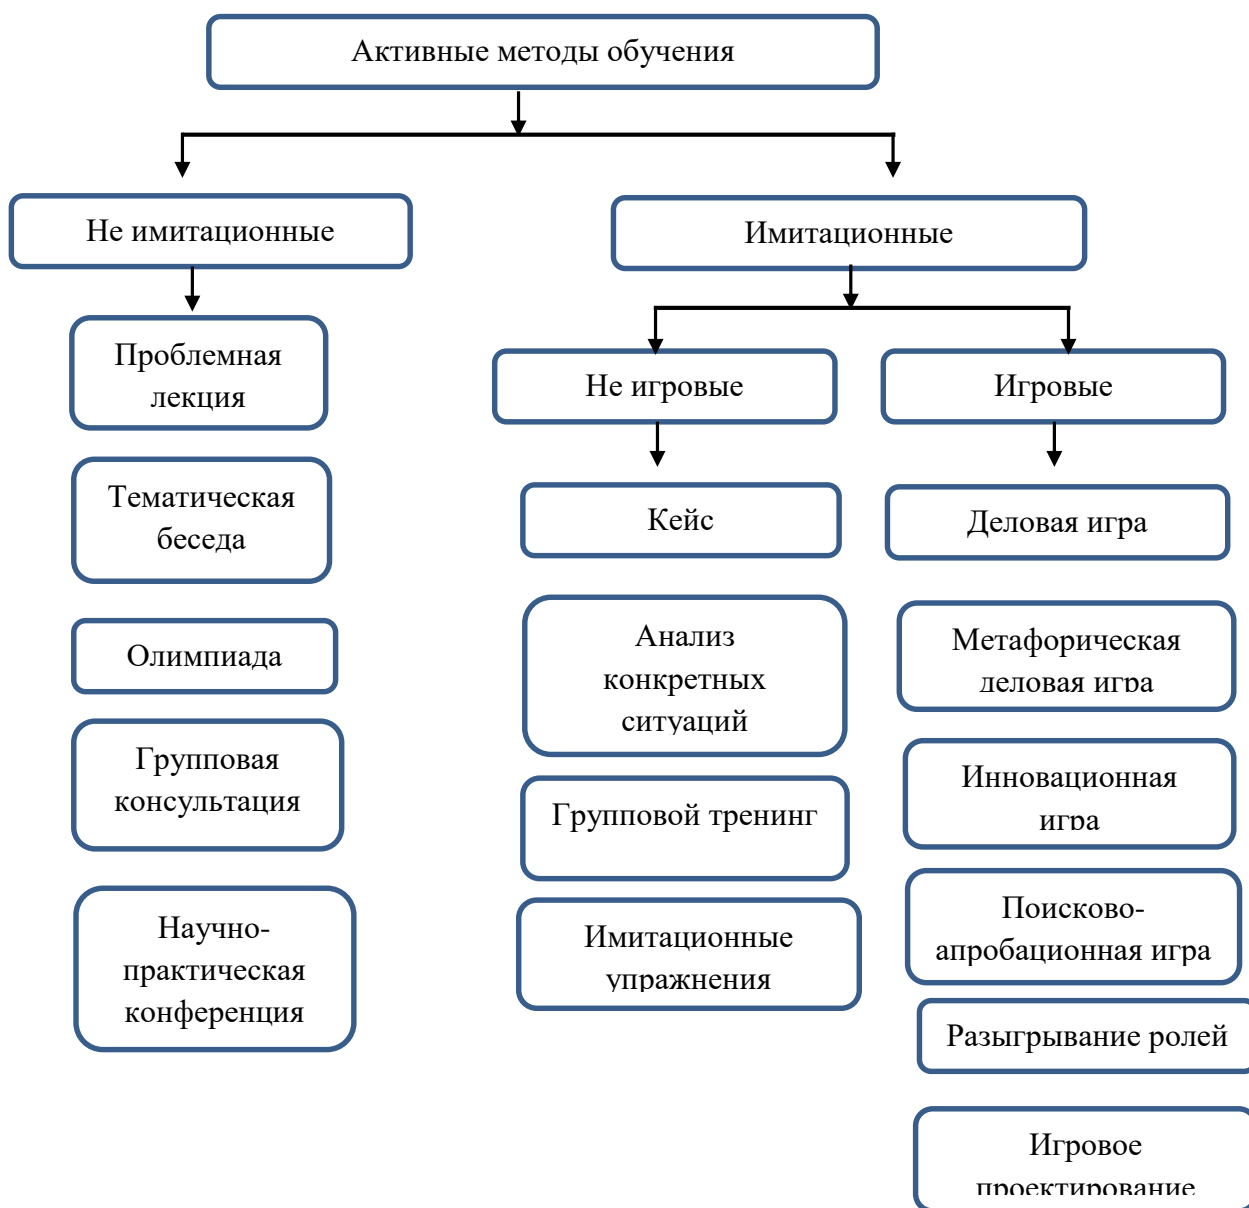 Активные методы обучения
Не имитационные
Имитационные
Проблемная
лекция
Тематическая
беседа
Олимпиада
Групповая
консультация
Научно-
практическая
конференция
Не игровые
Кейс
Анализ
конкретных
ситуаций
Групповой тренинг
Имитационные
упражнения
Игровые
Деловая игра
Метафорическая
деловая игра
Инновационная
игра
Поисково-
апробационная игра
Разыгрывание ролей
Игровое
проектирование